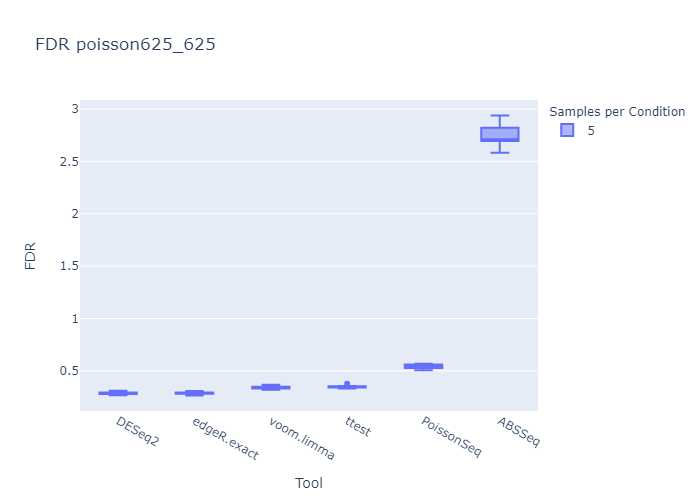 FDR poisson625_625
Samples per Condition
5
3
2.5
2
1.5
1
0.5
FDR
DESeq2
edgeR.exact
voom.limma
ttest
PoissonSeq
ABSSeq
Tool